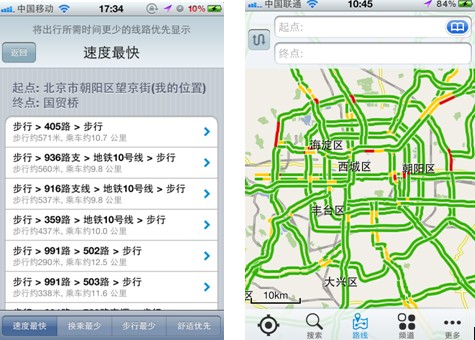 中国移动 17:34 10%
将出行所需时间更少的线路优先显示
返回
速度最快
起点: 北京市朝阳区望京街(我的位置)
终点: 国贸桥
步行 > 405路 > 步行
步行约571米, 乘车约10.7 公里
步行 > 936路支 > 地铁10号线 > 步行
步行约560米, 乘车约9.8 公里
步行 > 916路支线 > 地铁10号线 > 步行
步行约537米, 乘车约9.8 公里
步行 > 359路 > 地铁10号线 > 步行
步行约437米, 乘车约10.0 公里
步行 > 991路 > 502路 > 步行
步行约290米, 乘车约12.5 公里
步行 > 991路 > 503路 > 步行
步行约338米, 乘车约11.6 公里
速度最快 换乘最少 步行最少 舒适优先
中国联通 10:45 84%
起点:
终点:
海淀区
西城区
朝阳区
丰台区
大兴区
10km
搜索 路线 频道 更多